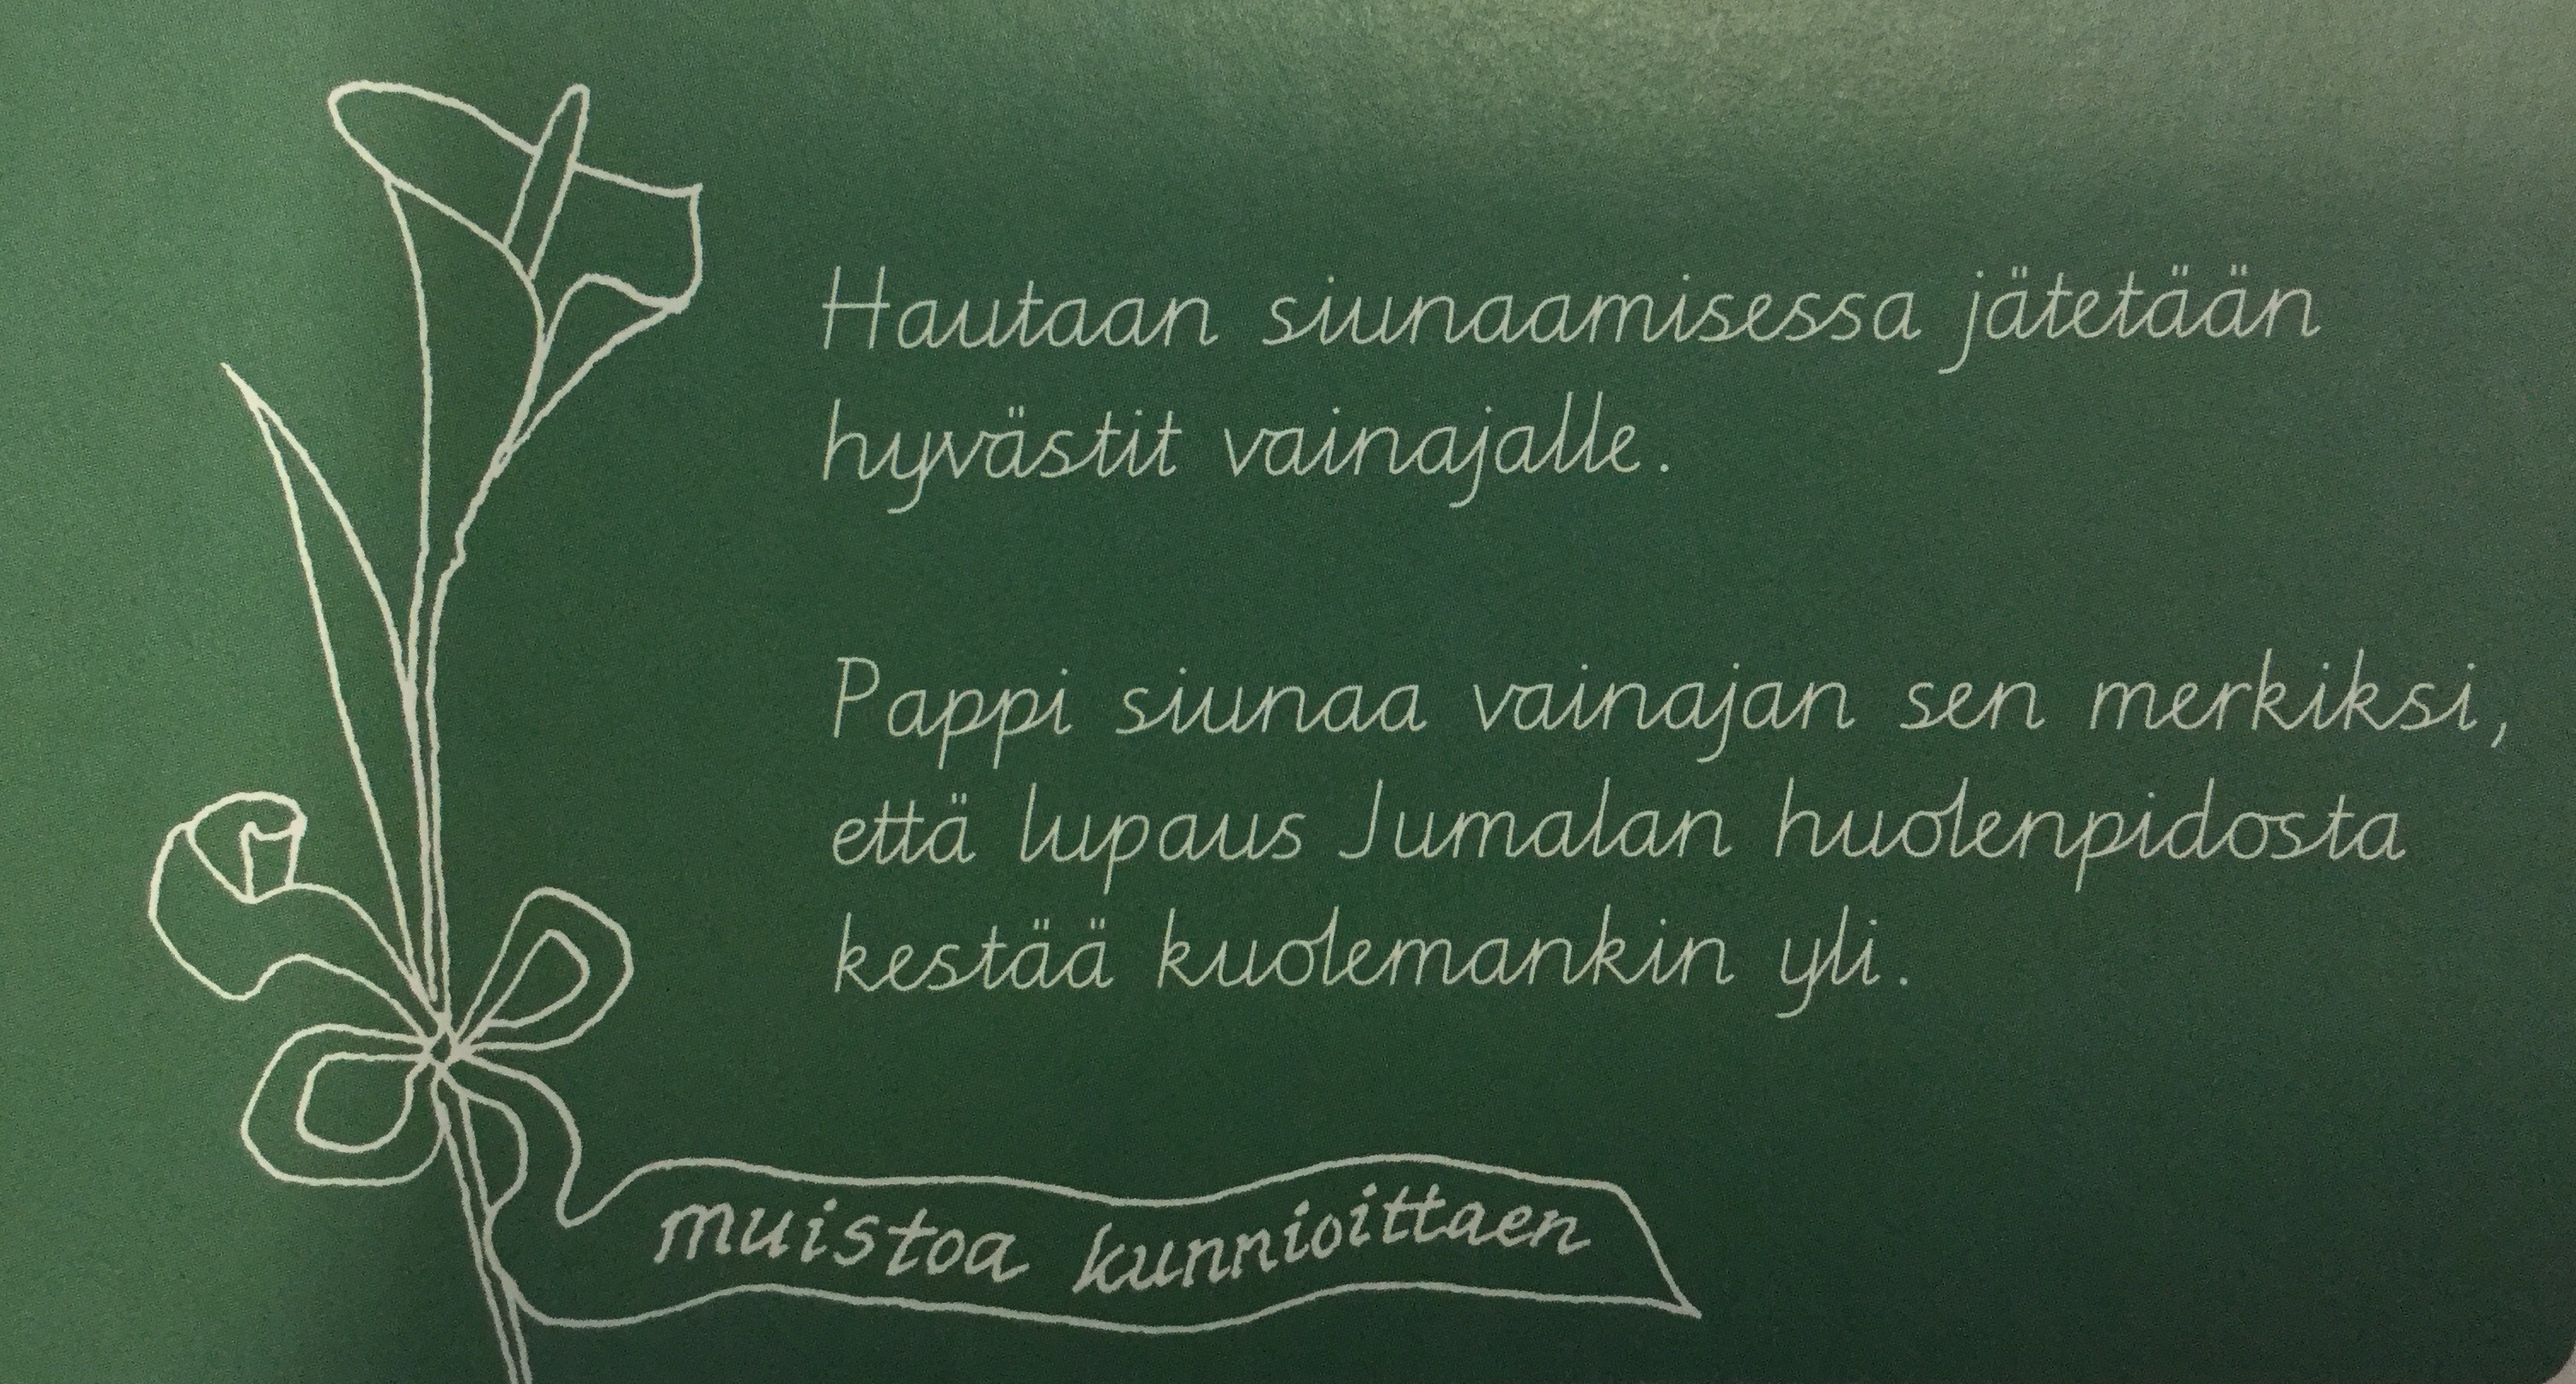 Hautaan siunaamisessa jätetään
hyvästit vainajalle.
Pappi siunaa vainajan sen merkiksi,
että lupaus Jumalan huolenpidosta
kestää kuolemankin yli.
muistoa kunnioittaen